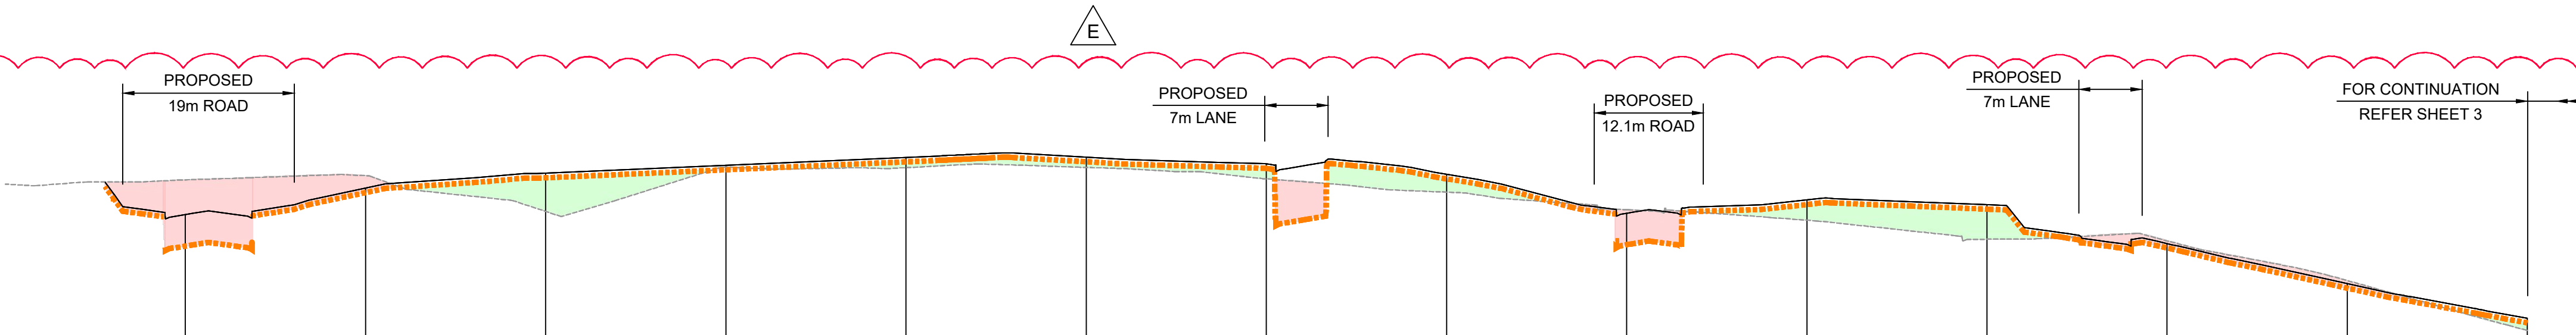 E
PROPOSED
19m ROAD
PROPOSED
7m LANE
PROPOSED
12.1m ROAD
PROPOSED
7m LANE
FOR CONTINUATION
REFER SHEET 3